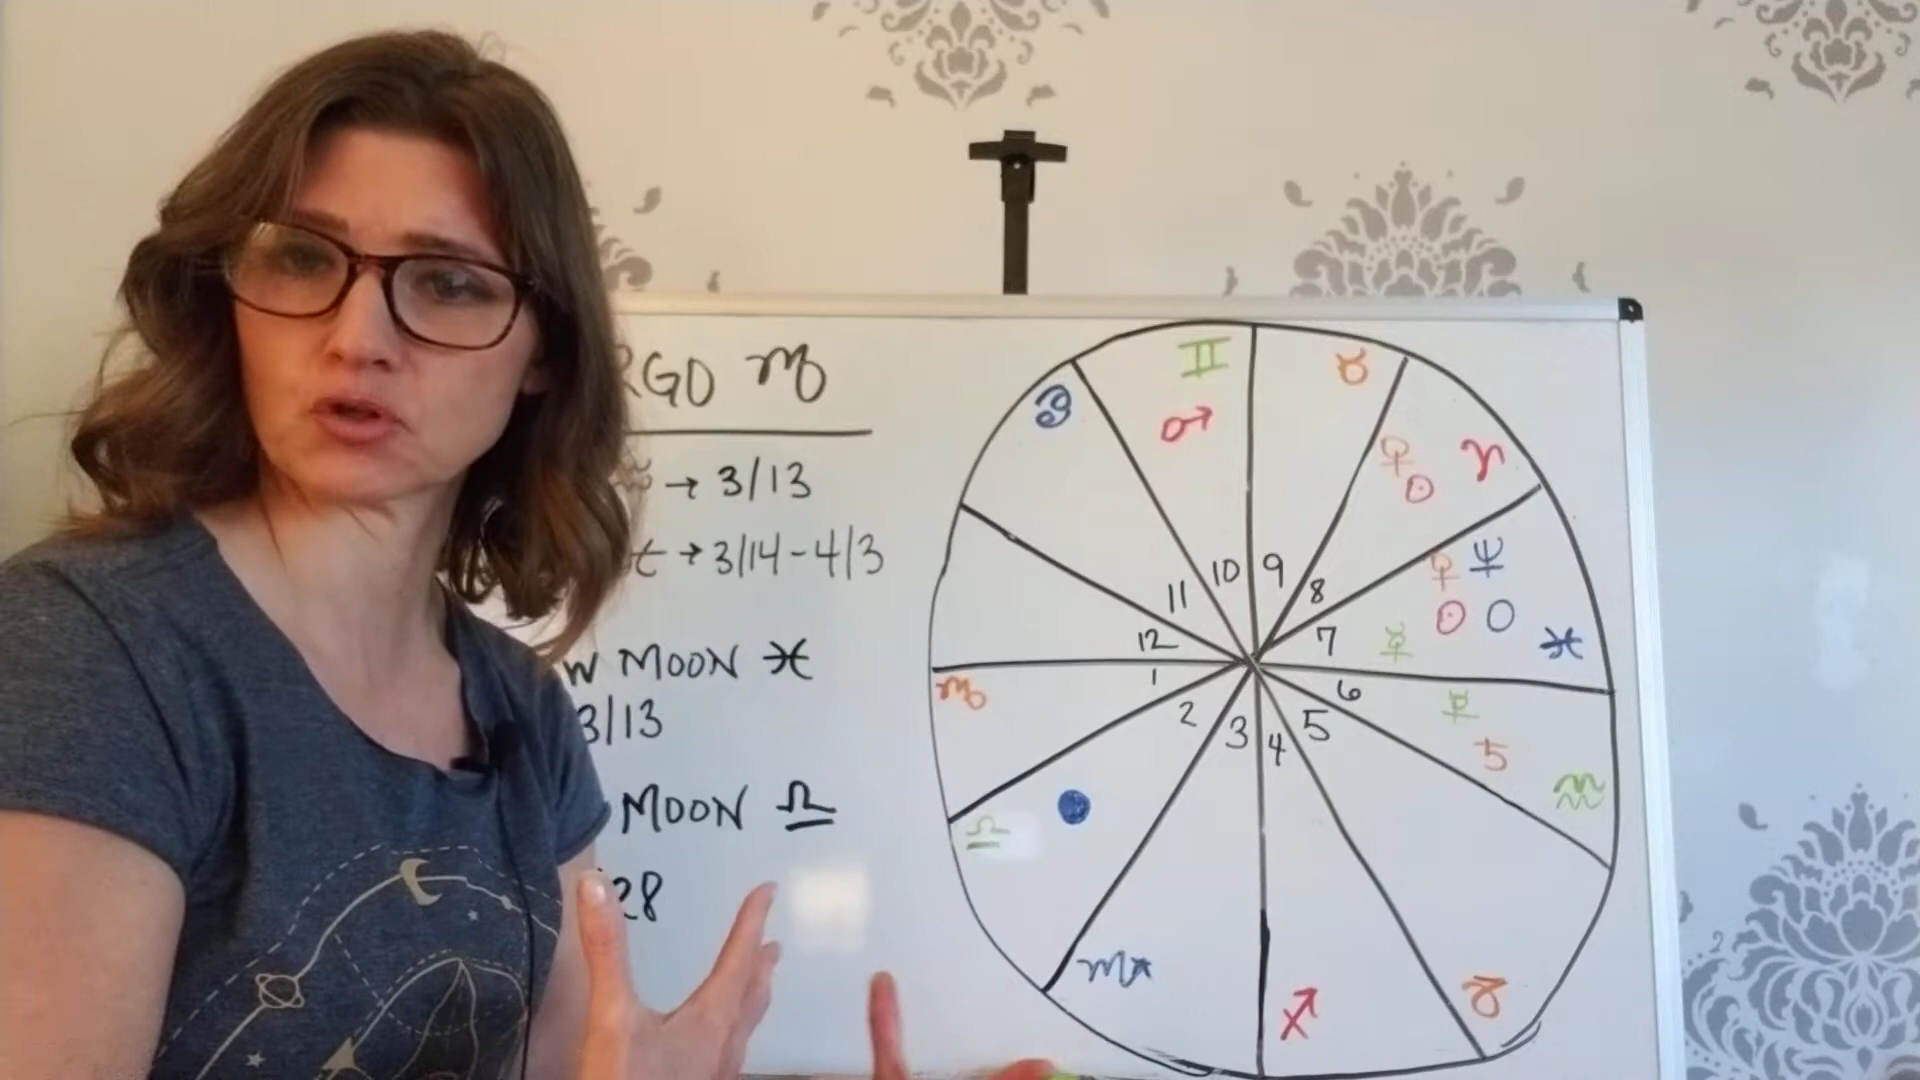 RGO ♍
♒ → 3/13
→ 3/14-4/3
W MOON ♓
3/13
MOON ♎
28
♋ ♊ ♉
♂ ♀ ☉ ♈
♀ ♆
☉ O ☿ ♓
10 9
11 8
12 7
1 6
2 5
3 4
♍ ☿
♄ ♒
♎
♏
♐ ♑